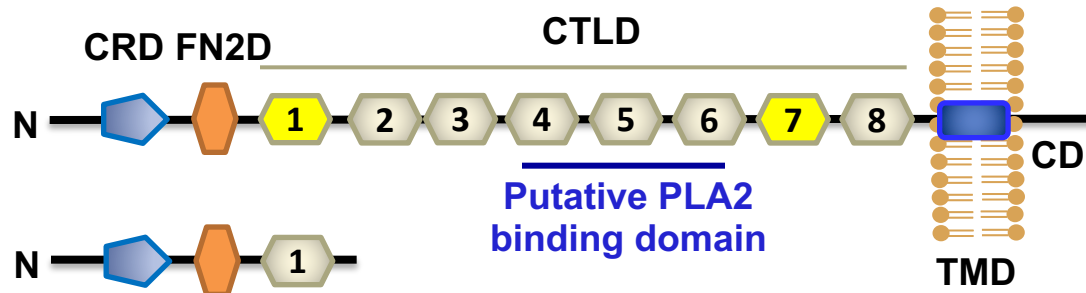 CRD FN2D CTLD
N 1 2 3 4 5 6 7 8
CD
Putative PLA2
binding domain
N 1
TMD